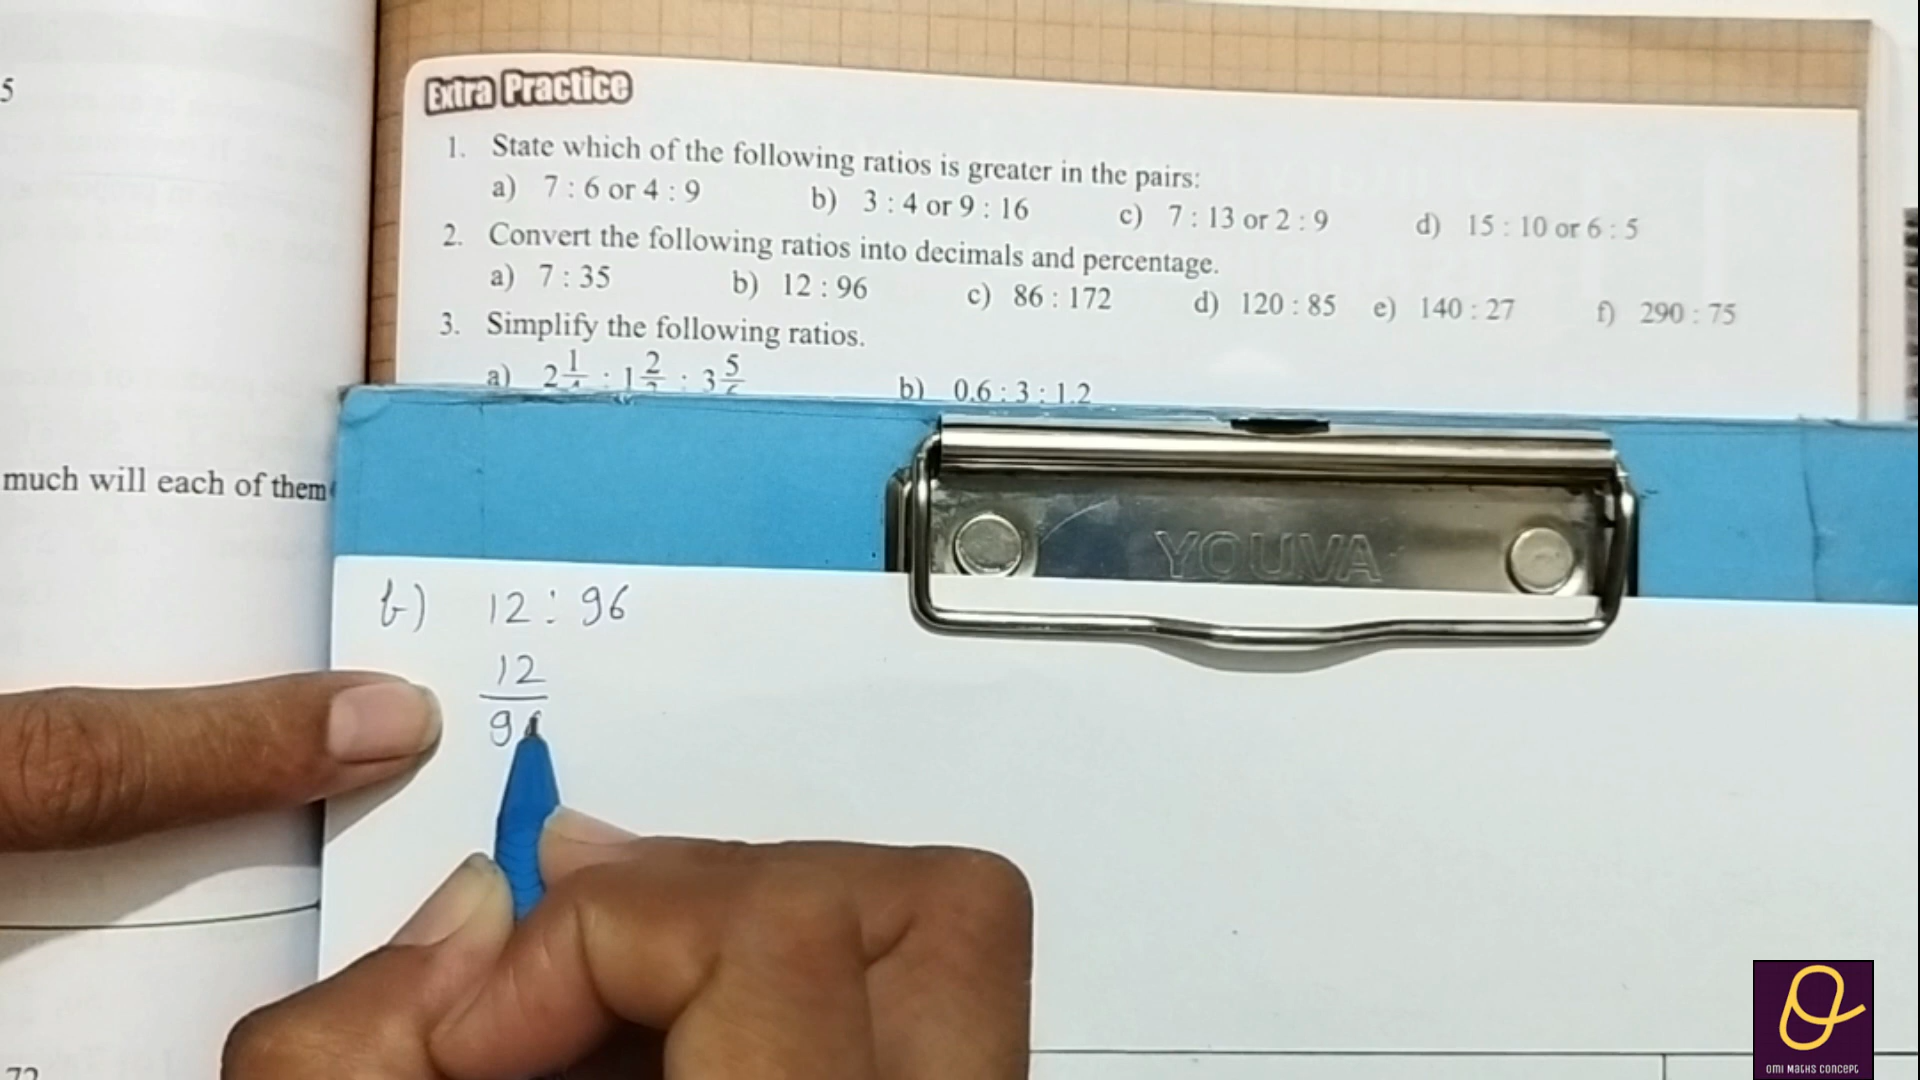 5
much will each of them
72
Extra Practice
1. State which of the following ratios is greater in the pairs:
a) 7 : 6 or 4 : 9 b) 3 : 4 or 9 : 16 c) 7 : 13 or 2 : 9 d) 15 : 10 or 6 : 5
2. Convert the following ratios into decimals and percentage.
a) 7 : 35 b) 12 : 96 c) 86 : 172 d) 120 : 85 e) 140 : 27 f) 290 : 75
3. Simplify the following ratios.
b) 0.6 : 3 : 1.2
YOUVA
b) 12 : 96
12
96
OMI MATHS CONCEPT